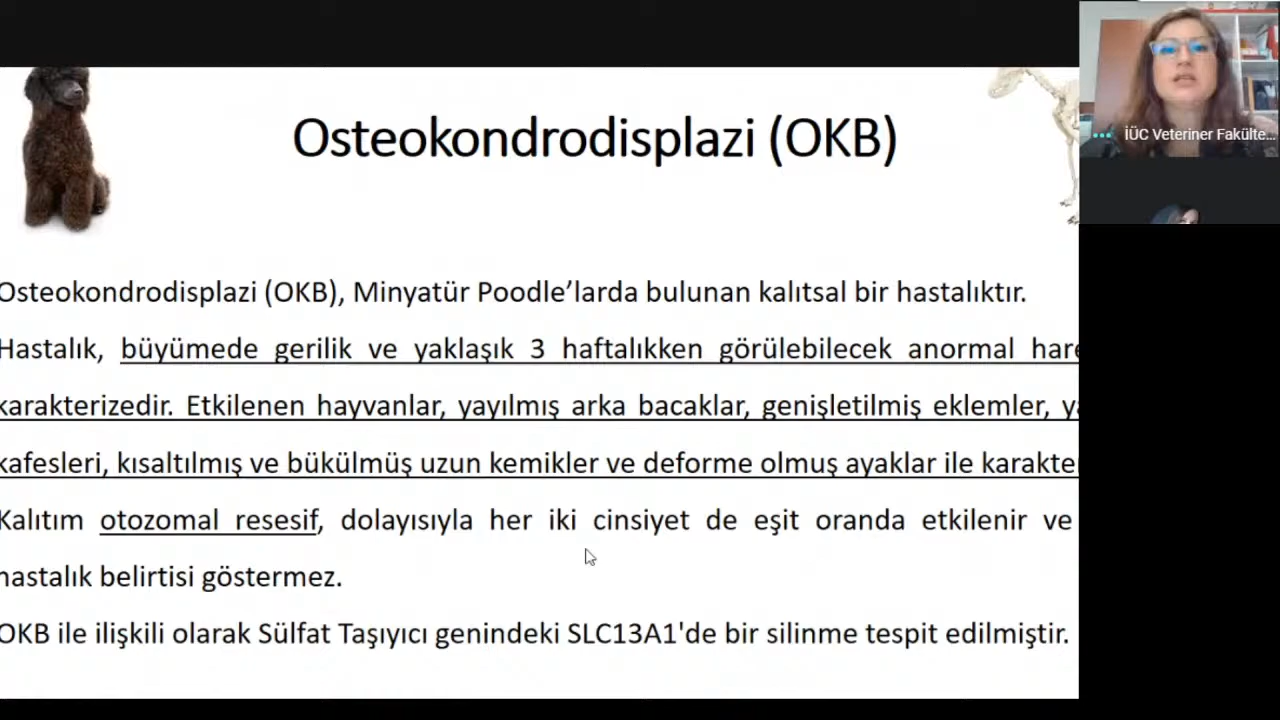 Osteokondrodisplazi (OKB)
İÜC Veteriner Fakülte...
Osteokondrodisplazi (OKB), Minyatür Poodle’larda bulunan kalıtsal bir hastalıktır.
Hastalık, büyümede gerilik ve yaklaşık 3 haftalıkken görülebilecek anormal
karakterizedir. Etkilenen hayvanlar, yayılmış arka bacaklar, genişletilmiş eklemler,
kafesleri, kısaltılmış ve bükülmüş uzun kemikler ve deforme olmuş ayaklar ile
Kalıtım otozomal resesif, dolayısıyla her iki cinsiyet de eşit oranda etkilenir ve
hastalık belirtisi göstermez.
OKB ile ilişkili olarak Sülfat Taşıyıcı genindeki SLC13A1'de bir silinme tespit edilmiştir.